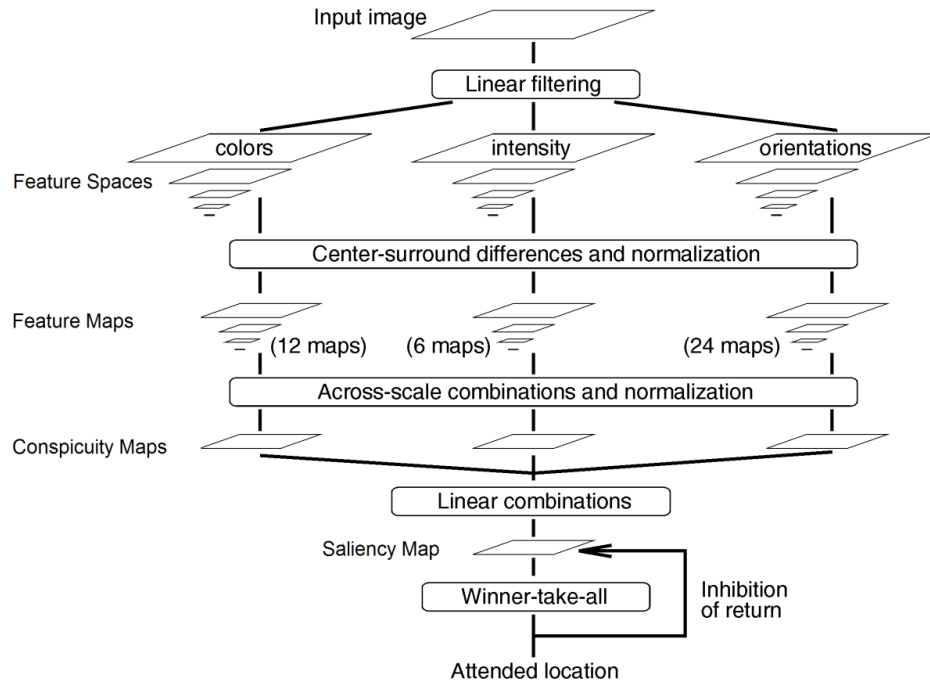 Input image
Linear filtering
colors
intensity
orientations
Feature Spaces
Center-surround differences and normalization
Feature Maps
(12 maps)
(6 maps)
(24 maps)
Across-scale combinations and normalization
Conspicuity Maps
Linear combinations
Saliency Map
Winner-take-all
Inhibition
of return
Attended location